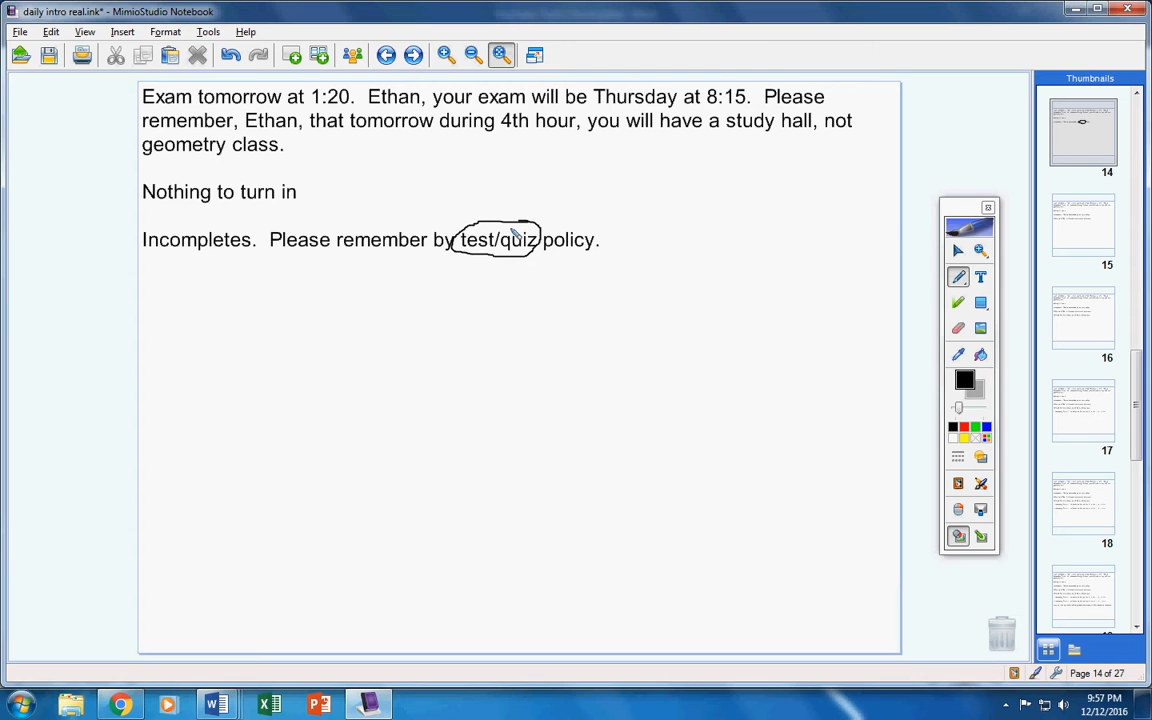 daily intro real.ink* - MimioStudio Notebook
File Edit View Insert Format Tools Help
Exam tomorrow at 1:20.  Ethan, your exam will be Thursday at 8:15.  Please
remember, Ethan, that tomorrow during 4th hour, you will have a study hall, not
geometry class.
Nothing to turn in
Incompletes.  Please remember by test/quiz policy.
Thumbnails
14
15
16
17
18
Page 14 of 27
9:57 PM
12/12/2016